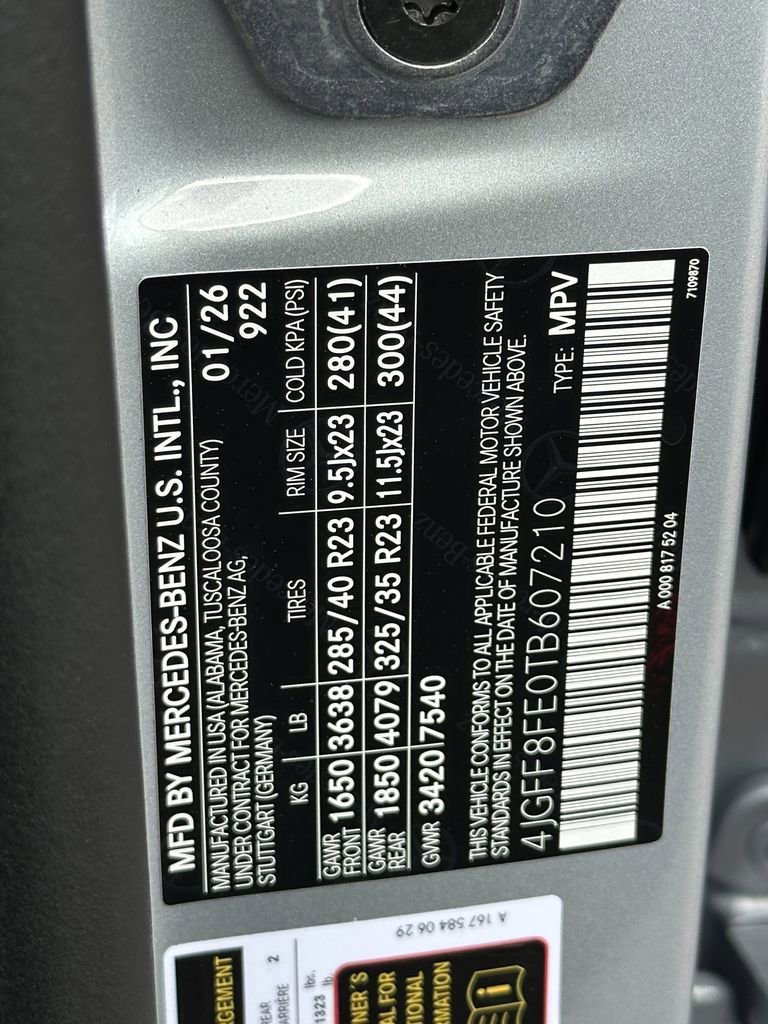 MFD BY MERCEDES-BENZ U.S. INTL., INC
MANUFACTURED IN USA (ALABAMA, TUSCALOOSA COUNTY) 01/26
UNDER CONTRACT FOR MERCEDES-BENZ AG, 922
STUTTGART (GERMANY)
KG LB TIRES RIM SIZE COLD KPA (PSI)
GAWR FRONT 1650 3638 285/40 R23 9.5Jx23 280(41)
GAWR REAR 1850 4079 325/35 R23 11.5Jx23 300(44)
GVWR 3420 7540
THIS VEHICLE CONFORMS TO ALL APPLICABLE FEDERAL MOTOR VEHICLE SAFETY
STANDARDS IN EFFECT ON THE DATE OF MANUFACTURE SHOWN ABOVE.
4JGFF8FE0TB607210 TYPE: MPV
A 000 817 52 04
7109870
A 167 584 06 29
2
1323 lbs.